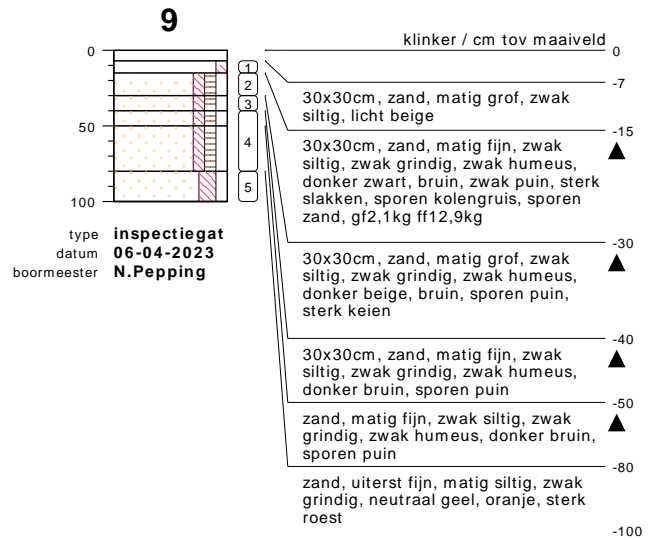 9
klinker / cm tov maaiveld
0
0
-7
1
30x30cm, zand, matig grof, zwak
siltig, licht beige
-15
2
30x30cm, zand, matig fijn, zwak
siltig, zwak grindig, zwak humeus,
donker zwart, bruin, zwak puin, sterk
slakken, sporen kolengruis, sporen
zand, gf2,1kg ff12,9kg
-30
3
30x30cm, zand, matig grof, zwak
siltig, zwak grindig, zwak humeus,
donker beige, bruin, sporen puin,
sterk keien
-40
50
4
30x30cm, zand, matig fijn, zwak
siltig, zwak grindig, zwak humeus,
donker bruin, sporen puin
-50
zand, matig fijn, zwak siltig, zwak
grindig, zwak humeus, donker bruin,
sporen puin
-80
5
zand, uiterst fijn, matig siltig, zwak
grindig, neutraal geel, oranje, sterk
roest
-100
100
type inspectiegat
datum 06-04-2023
boormeester N.Pepping